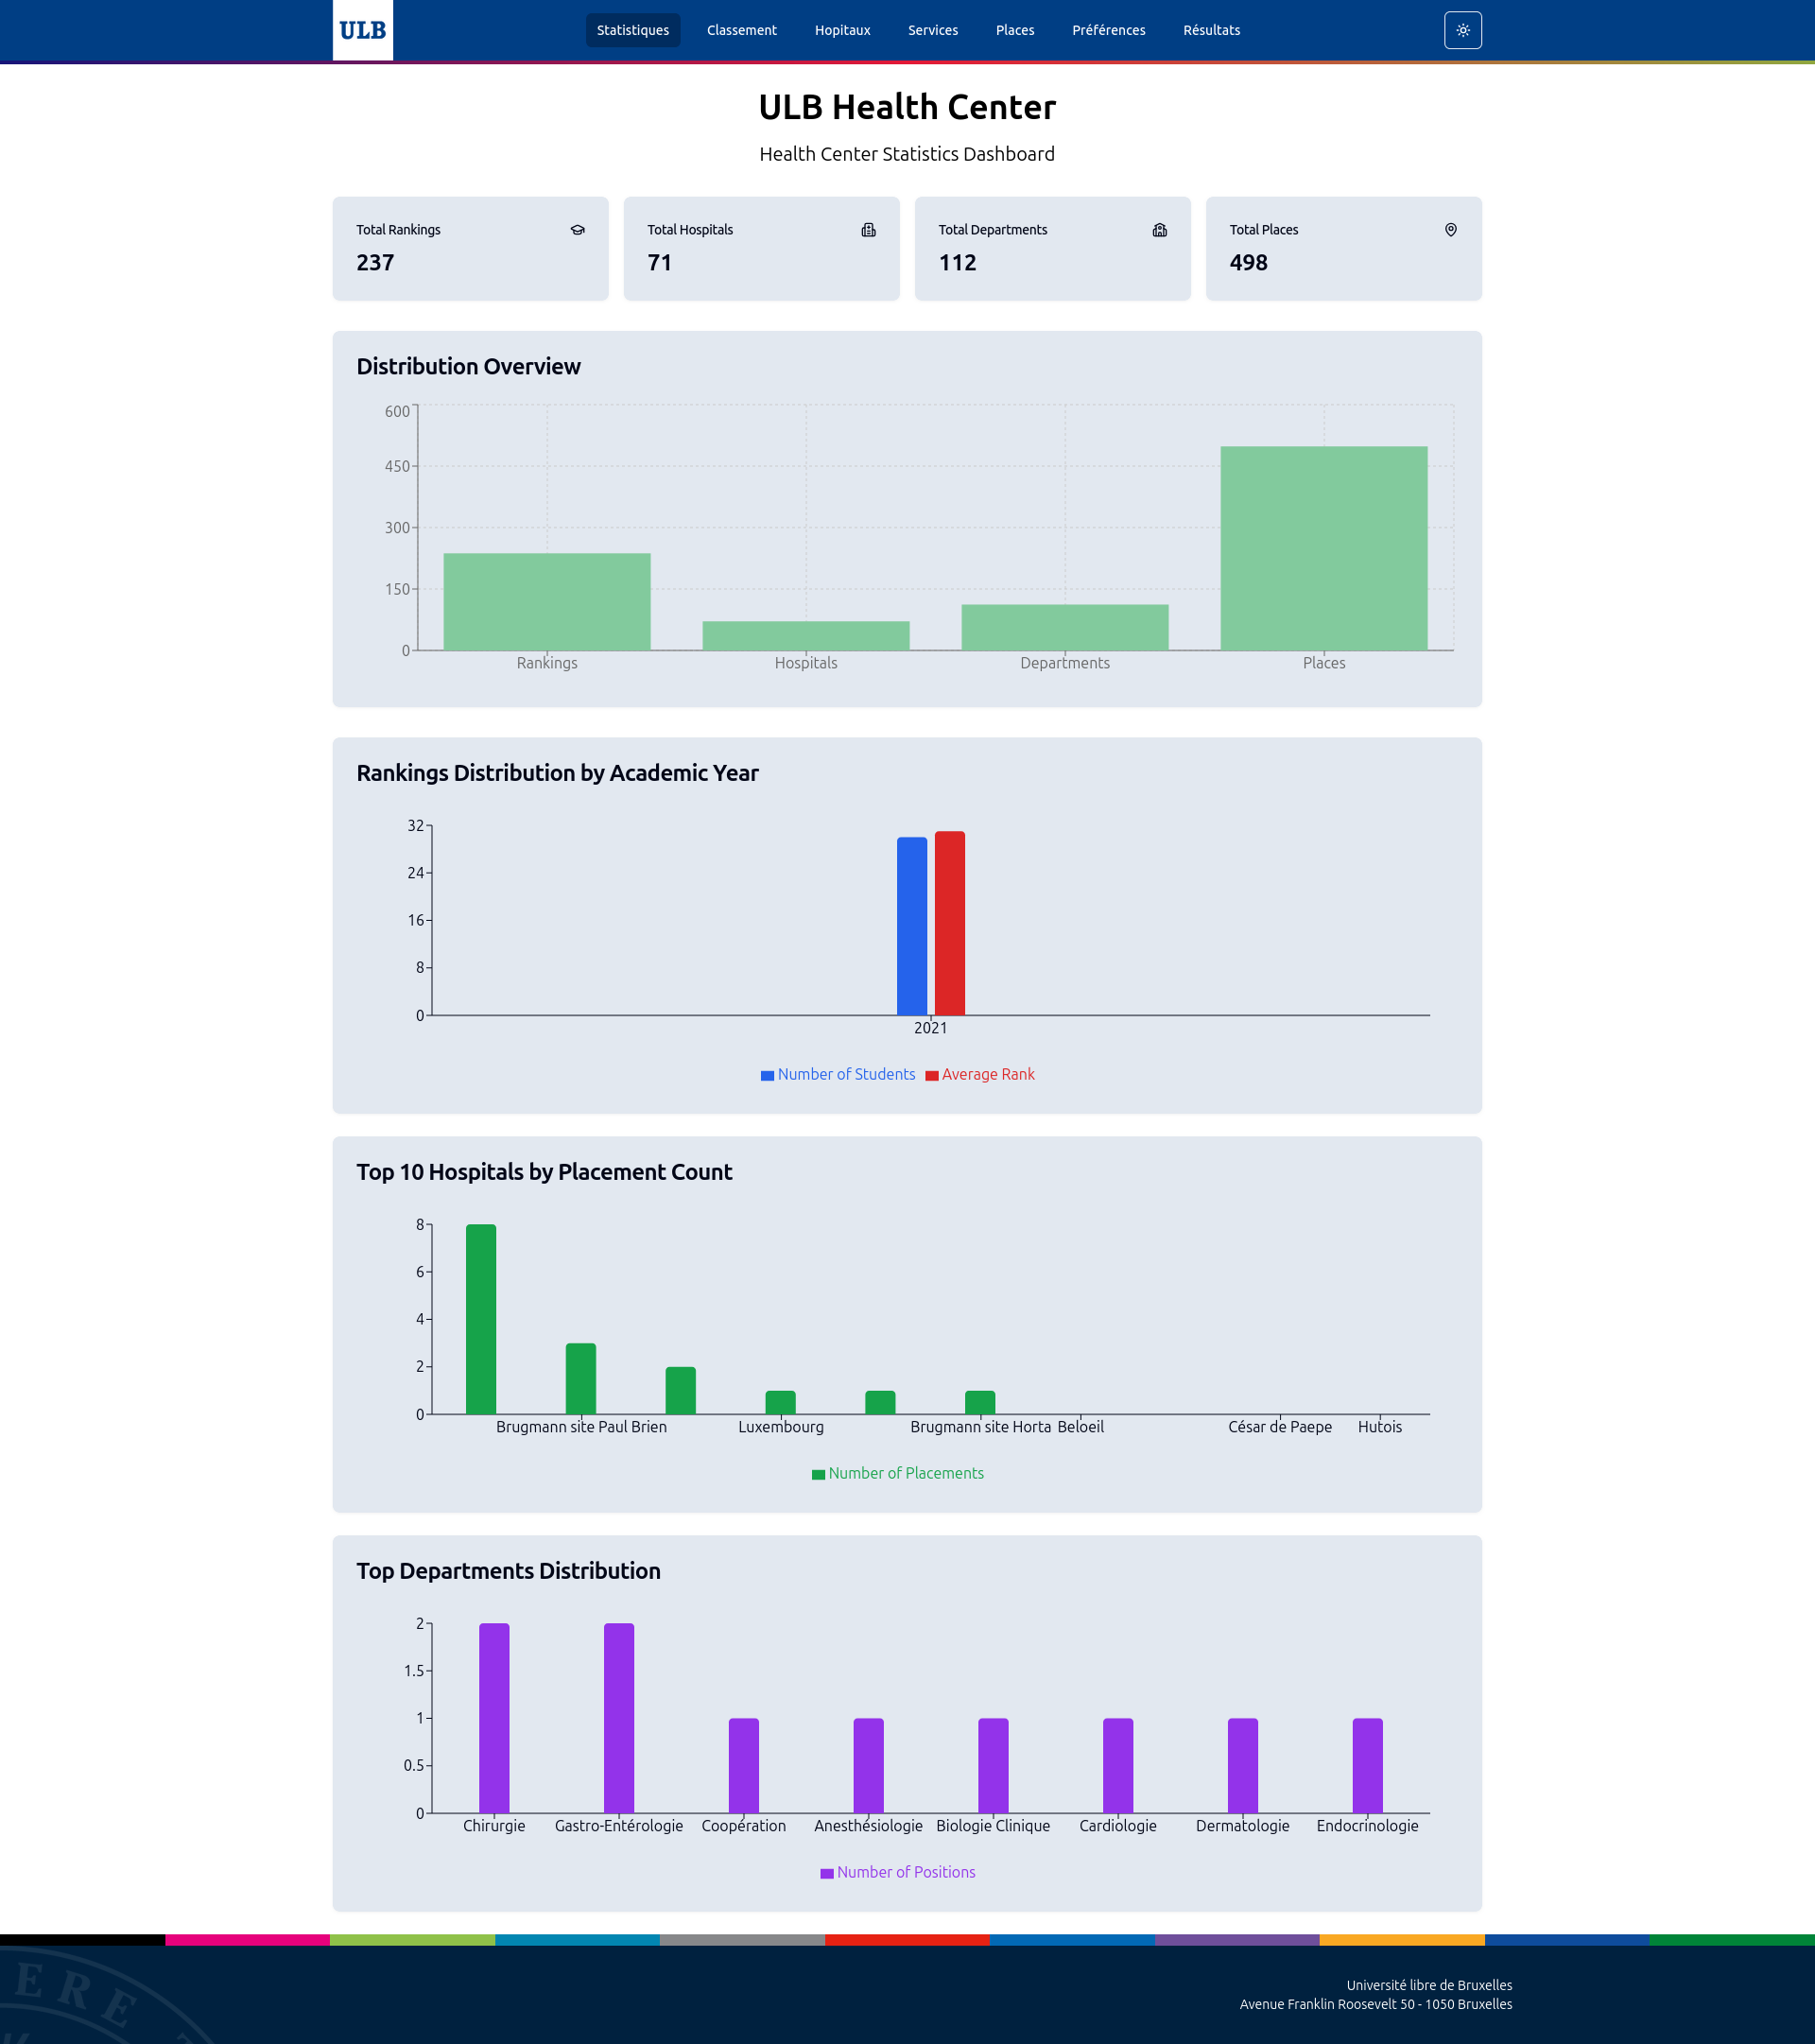 ULB
Statistiques Classement Hopitaux Services Places Préférences Résultats
ULB Health Center
Health Center Statistics Dashboard
Total Rankings
237
Total Hospitals
71
Total Departments
112
Total Places
498
Distribution Overview
600
450
300
150
0
Rankings Hospitals Departments Places
Rankings Distribution by Academic Year
32
24
16
8
0
2021
Number of Students Average Rank
Top 10 Hospitals by Placement Count
8
6
4
2
0
Brugmann site Paul Brien Luxembourg Brugmann site Horta Beloeil César de Paepe Hutois
Number of Placements
Top Departments Distribution
2
1.5
1
0.5
0
Chirurgie Gastro-Entérologie Coopération Anesthésiologie Biologie Clinique Cardiologie Dermatologie Endocrinologie
Number of Positions
ERE
Université libre de Bruxelles
Avenue Franklin Roosevelt 50 - 1050 Bruxelles